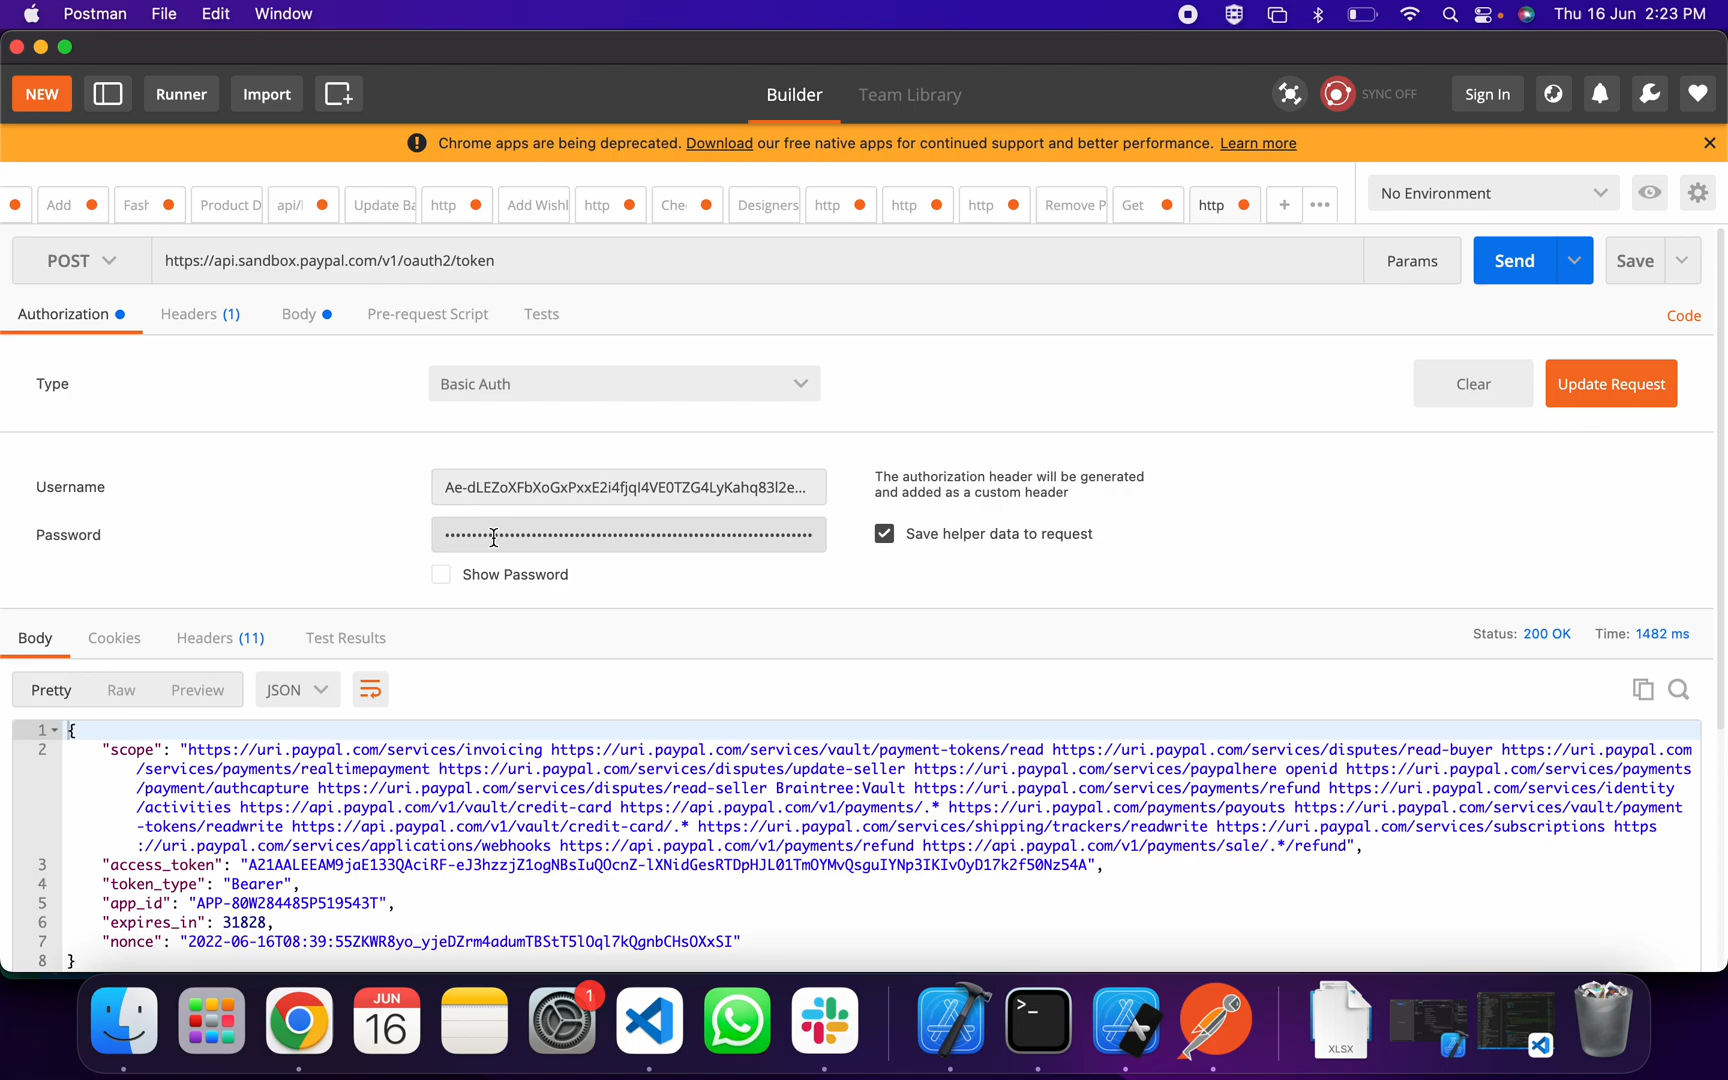 Postman File Edit Window Thu 16 Jun 2:23 PM
NEW Runner Import Builder Team Library SYNC OFF Sign In
Chrome apps are being deprecated. Download our free native apps for continued support and better performance. Learn more
Add Fash Product D api/l Update Ba http Add Wishl http Che Designers http http http Remove P Get http + ••• No Environment
POST https://api.sandbox.paypal.com/v1/oauth2/token Params Send Save
Authorization Headers (1) Body Pre-request Script Tests Code
Type Basic Auth Clear Update Request
The authorization header will be generated
Username Ae-dLEZoXFbXoGxPxxE2i4fjqI4VE0TZG4LyKahq83l2e...
and added as a custom header
Password Save helper data to request
Show Password
Body Cookies Headers (11) Test Results Status: 200 OK Time: 1482 ms
Pretty Raw Preview JSON
1 {
2 "scope": "https://uri.paypal.com/services/invoicing https://uri.paypal.com/services/vault/payment-tokens/read https://uri.paypal.com/services/disputes/read-buyer https://uri.paypal.com
/services/payments/realtimepayment https://uri.paypal.com/services/disputes/update-seller https://uri.paypal.com/services/paypalhere openid https://uri.paypal.com/services/payments
/payment/authcapture https://uri.paypal.com/services/disputes/read-seller Braintree:Vault https://uri.paypal.com/services/payments/refund https://uri.paypal.com/services/identity
/activities https://api.paypal.com/v1/vault/credit-card https://api.paypal.com/v1/payments/.* https://uri.paypal.com/payments/payouts https://uri.paypal.com/services/vault/payment
-tokens/readwrite https://api.paypal.com/v1/vault/credit-card/.* https://uri.paypal.com/services/shipping/trackers/readwrite https://uri.paypal.com/services/subscriptions https
://uri.paypal.com/services/applications/webhooks https://api.paypal.com/v1/payments/refund https://api.paypal.com/v1/payments/sale/.*/refund",
3 "access_token": "A21AALEEAM9jaE133QAciRF-eJ3hzzjZ1ogNBsIuQOcnZ-lXNidGesRTDpHJL01TmOYMvQsguIYNp3IKIvOyD17k2f50Nz54A",
4 "token_type": "Bearer",
5 "app_id": "APP-80W284485P519543T",
6 "expires_in": 31828,
7 "nonce": "2022-06-16T08:39:55ZKWR8yo_yjeDZrm4adumTBStT5lOql7kQgnbCHsOXxSI"
8 }
1
JUN
16
XLSX